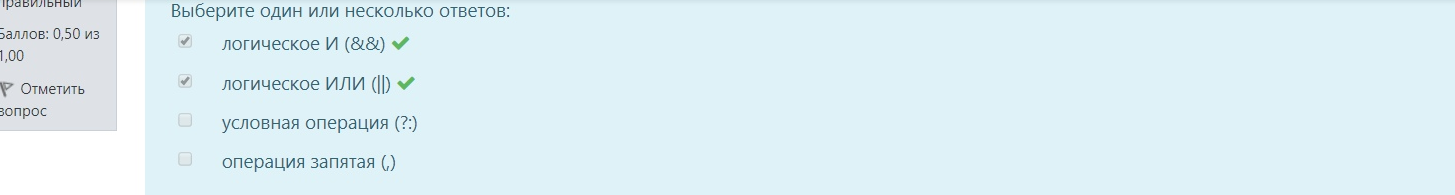 правильный
Баллов: 0,50 из
1,00
Отметить
вопрос
Выберите один или несколько ответов:
логическое И (&&)
логическое ИЛИ (||)
условная операция (?:)
операция запятая (,)